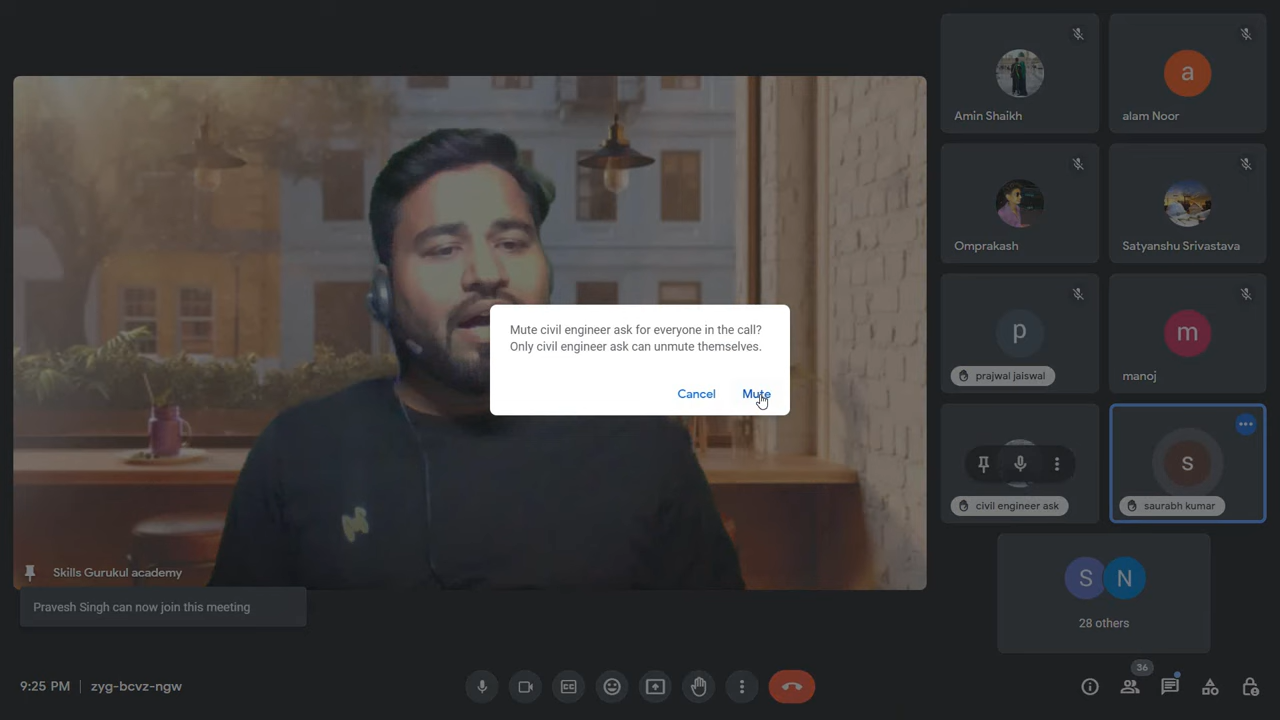 Amin Shaikh
a
alam Noor
Omprakash
Satyanshu Srivastava
p
prajwal jaiswal
m
manoj
Mute civil engineer ask for everyone in the call?
Only civil engineer ask can unmute themselves.
Cancel
Mute
civil engineer ask
s
saurabh kumar
Skills Gurukul academy
Pravesh Singh can now join this meeting
S
N
28 others
9:25 PM | zyg-bcvz-ngw
CC
36